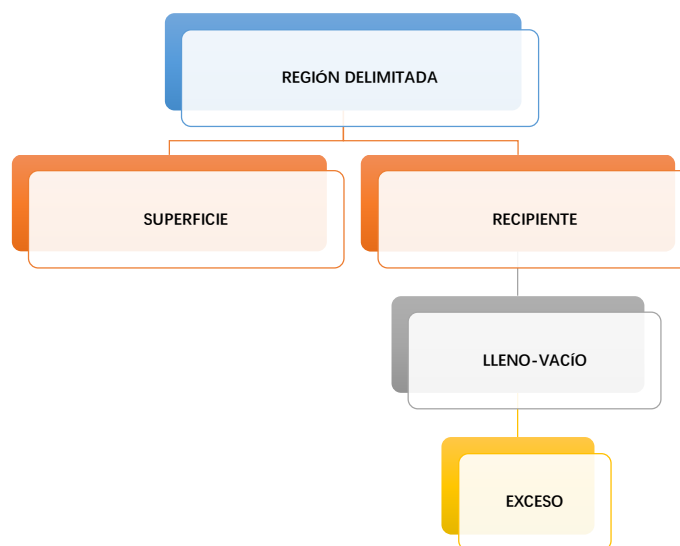 REGIÓN DELIMITADA
SUPERFICIE
RECIPIENTE
LLENO-VACÍO
EXCESO